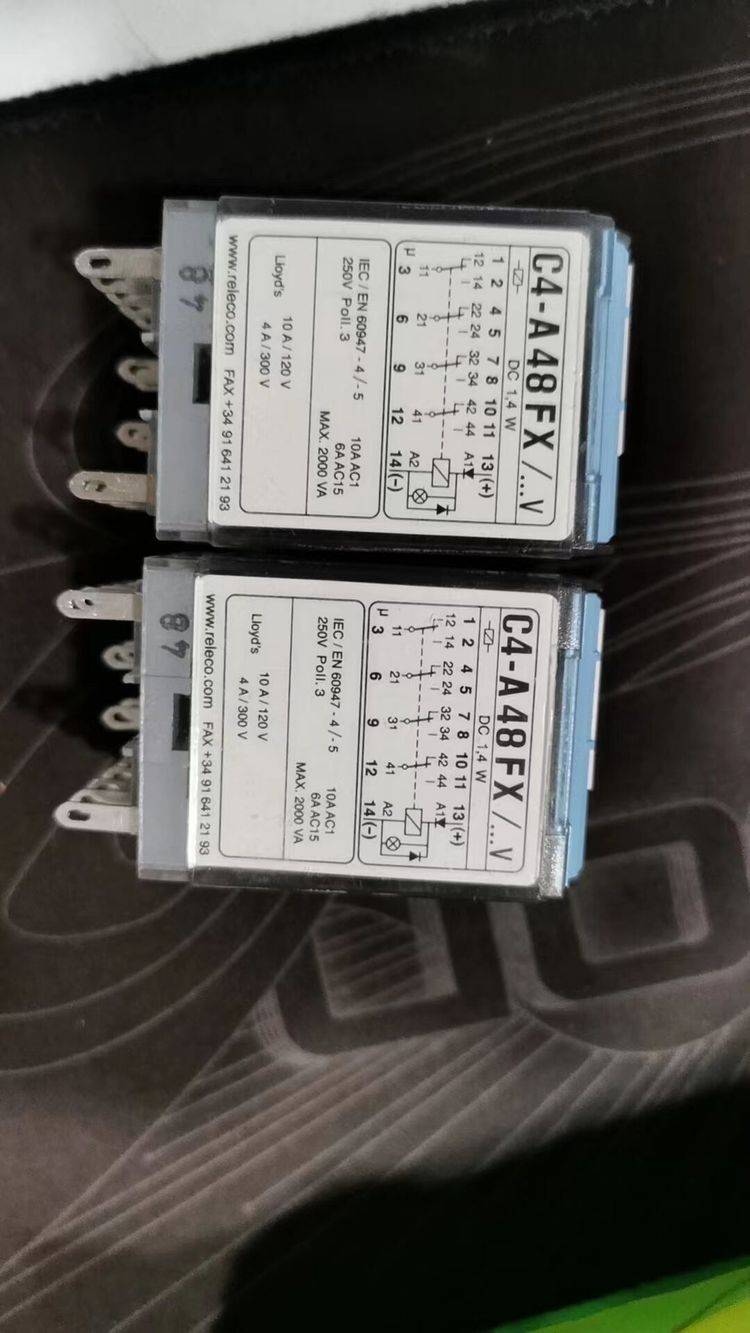 C4-A48FX/...V
DC 1,4 W
1 2 4 5 7 8 10 11 13 (+)
12 14 22 24 32 34 42 44 A1
11 21 31 41 A2
µ 3 6 9 12 14 (-)
IEC / EN 60947 - 4 / - 5 10A AC1
250V Poll. 3 6A AC15
MAX. 2000 VA
Lloyd's 10 A / 120 V
4 A / 300 V
www.releco.com FAX +34 91 641 21 93
C4-A48FX/...V
DC 1,4 W
1 2 4 5 7 8 10 11 13 (+)
12 14 22 24 32 34 42 44 A1
11 21 31 41 A2
µ 3 6 9 12 14 (-)
IEC / EN 60947 - 4 / - 5 10A AC1
250V Poll. 3 6A AC15
MAX. 2000 VA
Lloyd's 10 A / 120 V
4 A / 300 V
www.releco.com FAX +34 91 641 21 93